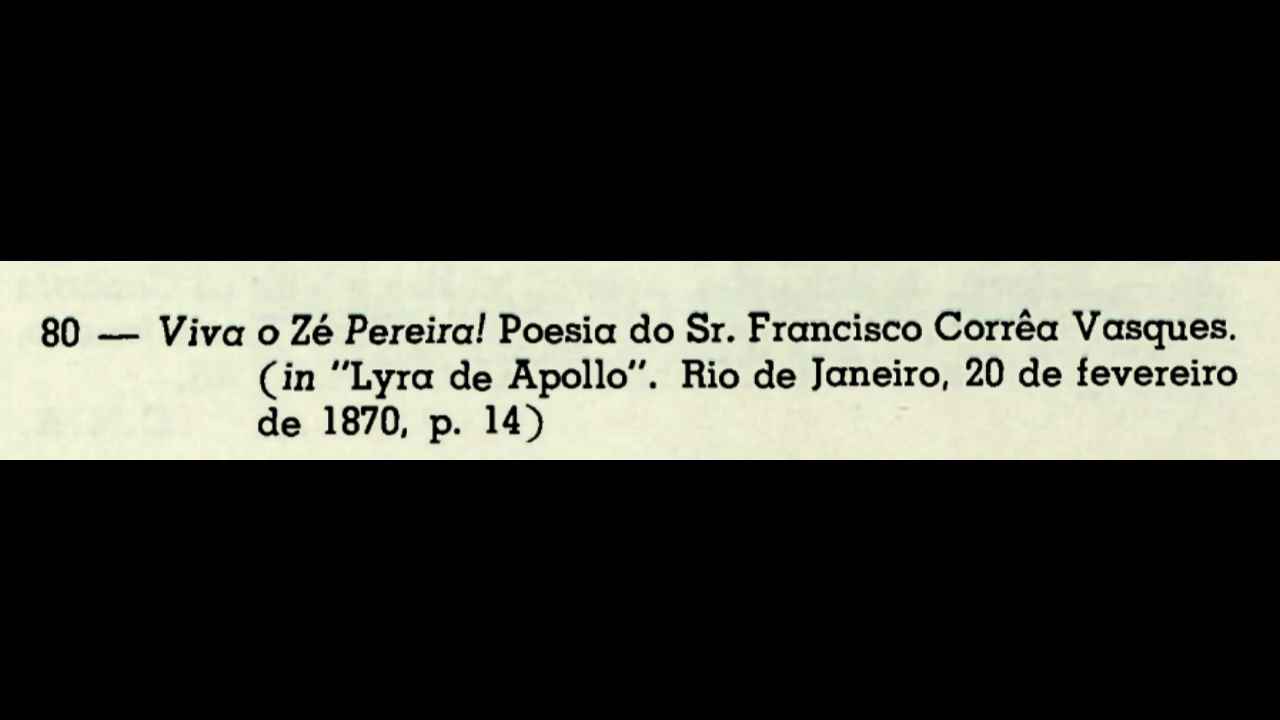 80 — Viva o Zé Pereira! Poesia do Sr. Francisco Corrêa Vasques.
(in "Lyra de Apollo". Rio de Janeiro, 20 de fevereiro
de 1870, p. 14)